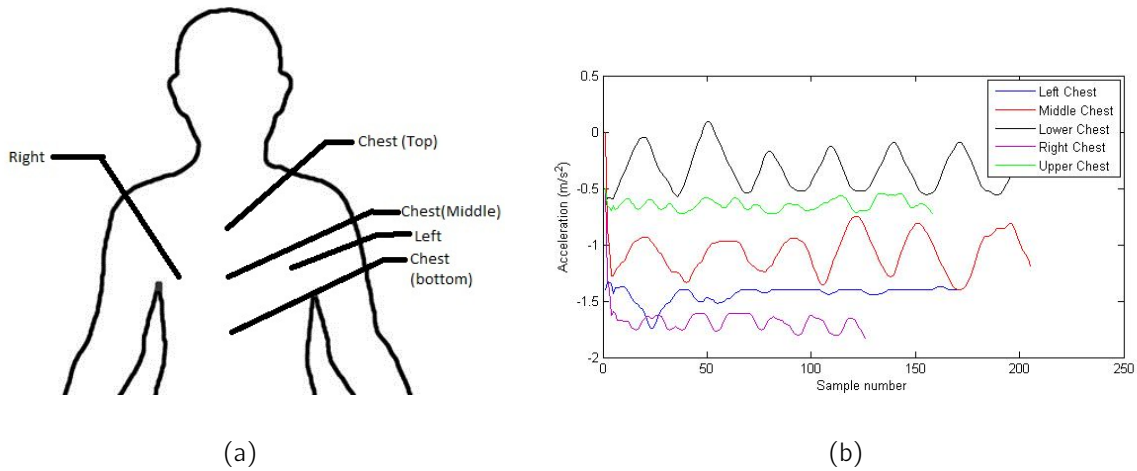 Right
Chest (Top)
Chest(Middle)
Left
Chest
(bottom)
(a)
0.5
0
-0.5
-1
-1.5
-2
Acceleration (m/s²)
0
50
100
150
200
250
Sample number
Left Chest
Middle Chest
Lower Chest
Right Chest
Upper Chest
(b)